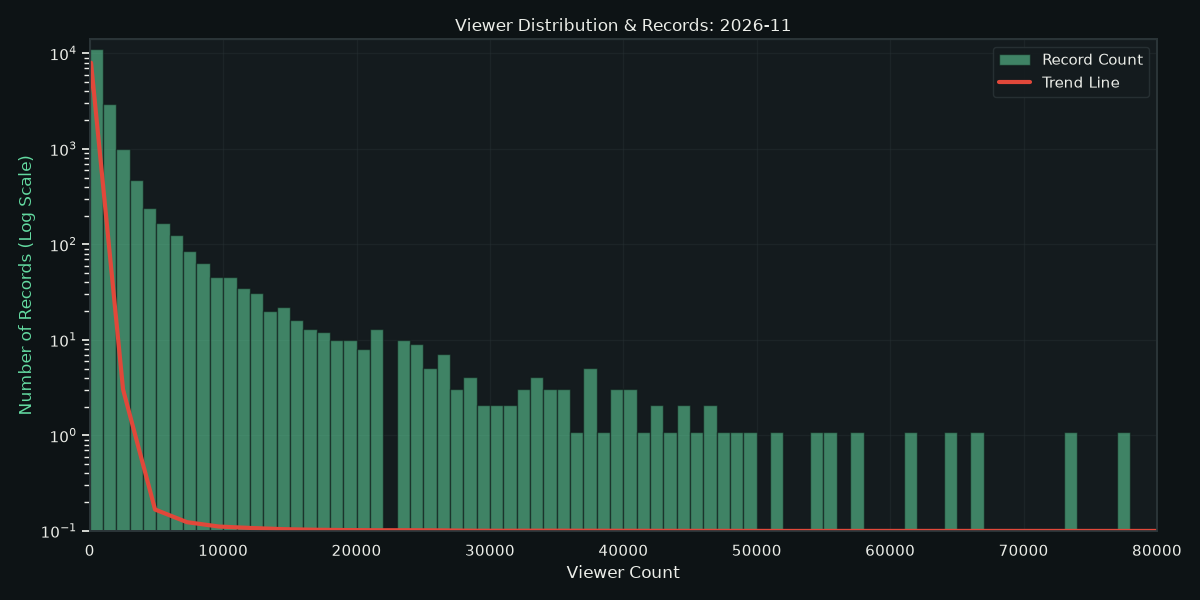 Viewer Distribution & Records: 2026-11
Record Count
Trend Line
Number of Records (Log Scale)
10⁴
10³
10²
10¹
10⁰
10⁻¹
0 10000 20000 30000 40000 50000 60000 70000 80000
Viewer Count